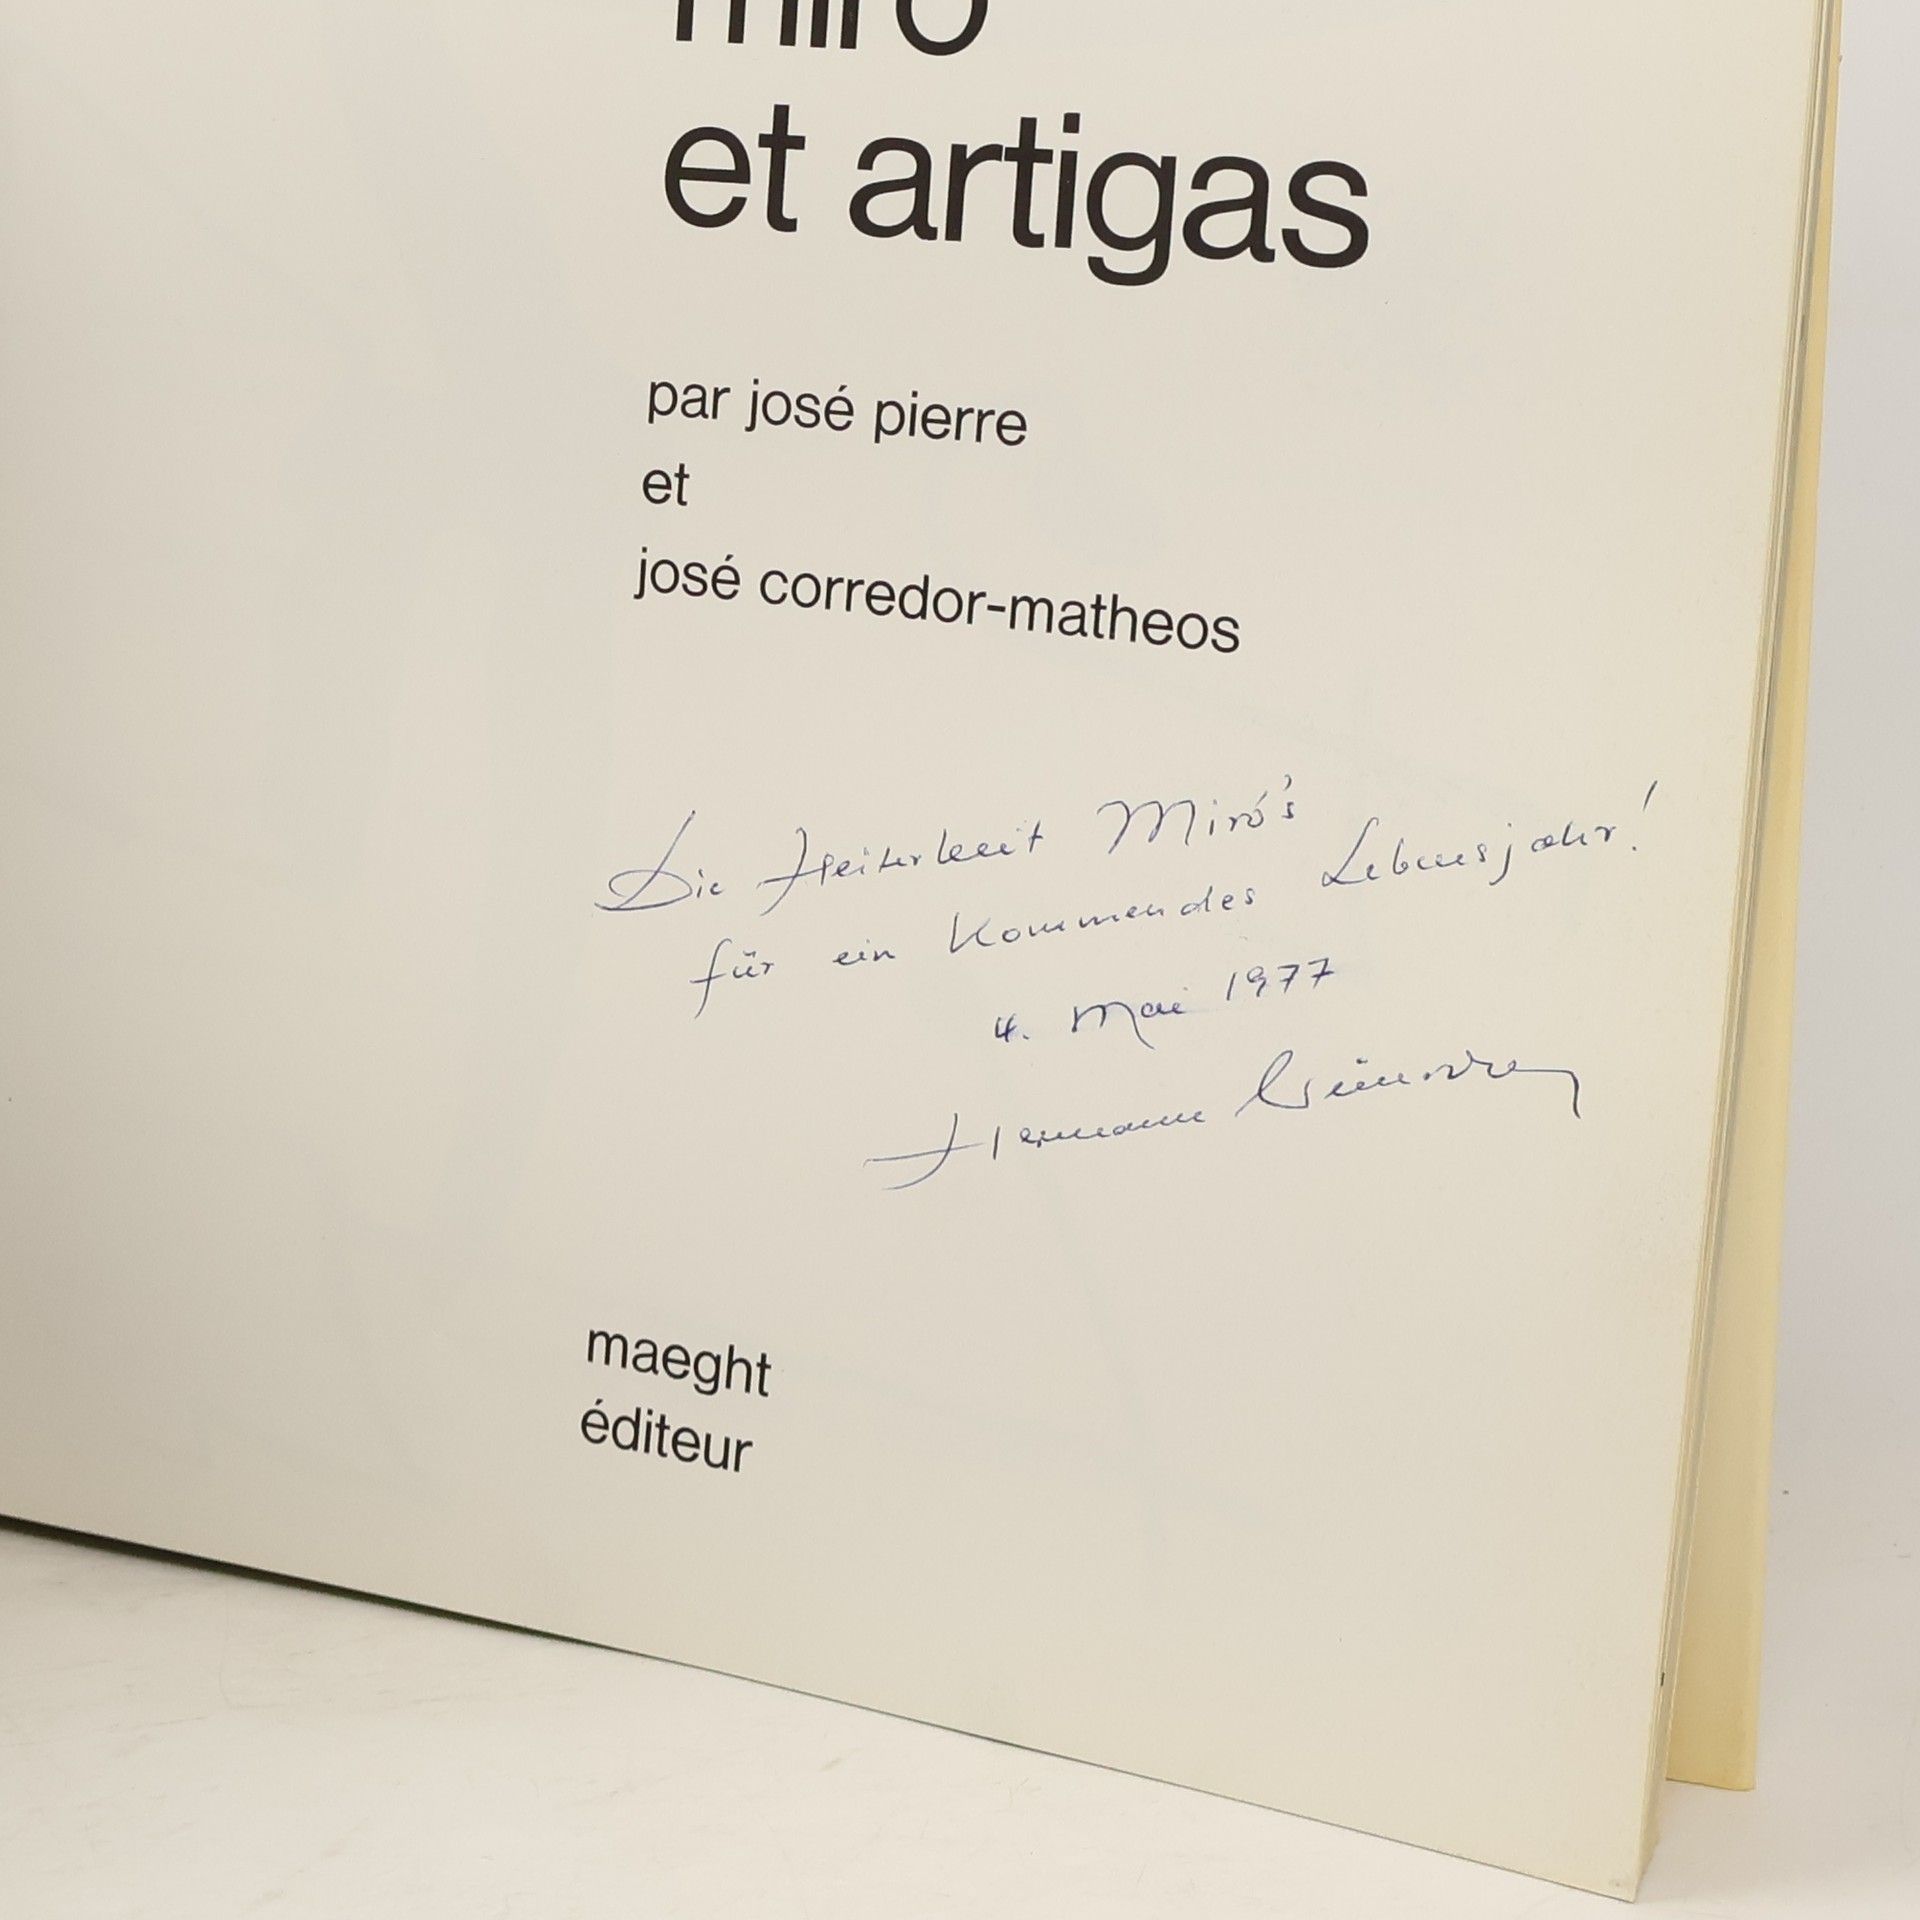 miró
et artigas
par josé pierre
et
josé corredor-matheos
Die Heiterkeit Miró's
für ein kommendes Lebensjahr!
4. Mai 1977
Hermann
maeght
éditeur